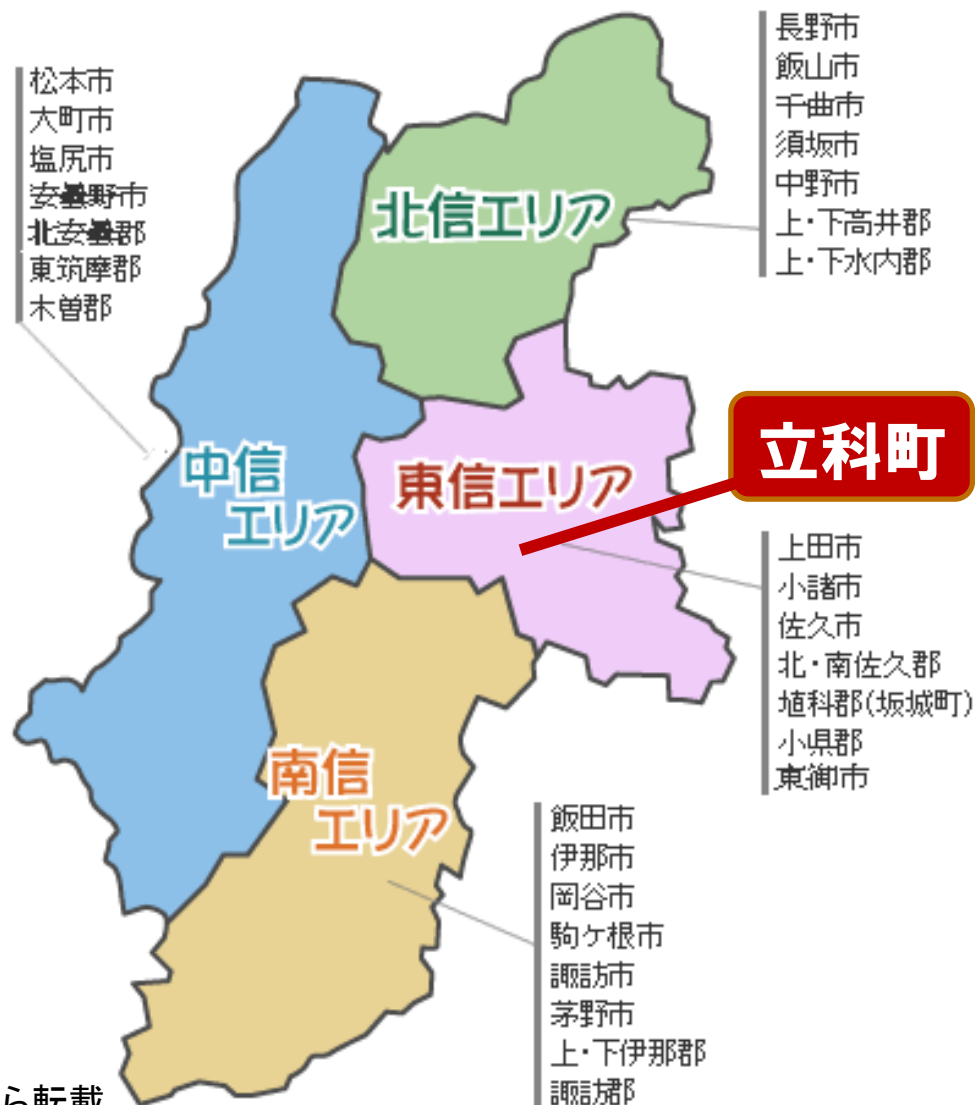 長野市
飯山市
千曲市
須坂市
中野市
上・下高井郡
上・下水内郡
松本市
大町市
塩尻市
安曇野市
北安曇郡
東筑摩郡
木曽郡
北信エリア
中信
エリア
東信エリア
立科町
上田市
小諸市
佐久市
北・南佐久郡
埴科郡(坂城町)
小県郡
東御市
南信
エリア
飯田市
伊那市
岡谷市
駒ヶ根市
諏訪市
茅野市
上・下伊那郡
諏訪郡
ら転載